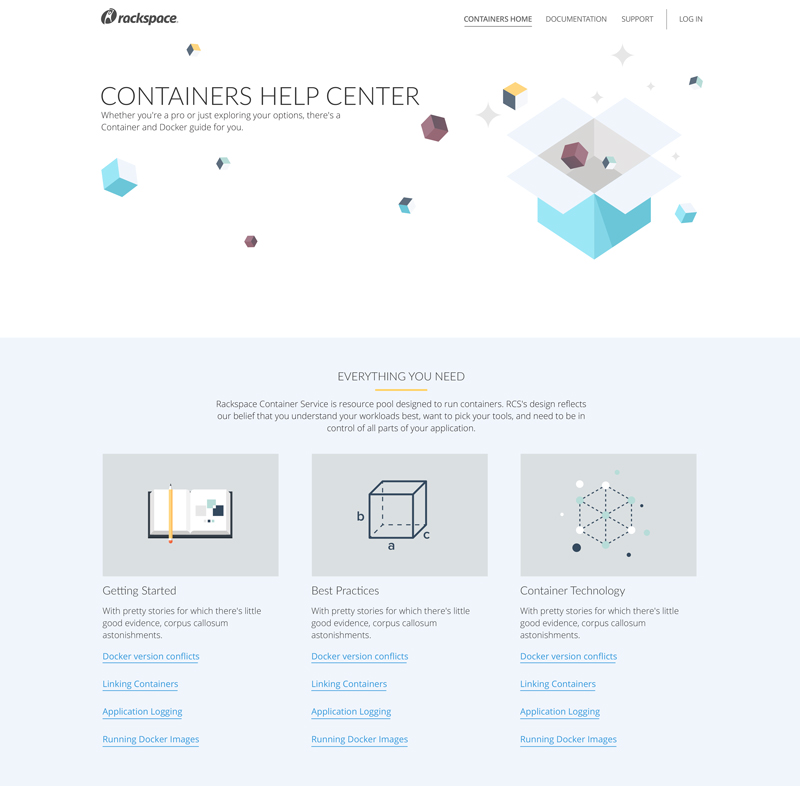 rackspace
CONTAINERS HOME DOCUMENTATION SUPPORT LOG IN
CONTAINERS HELP CENTER
Whether you're a pro or just exploring your options, there's a
Container and Docker guide for you.
EVERYTHING YOU NEED
Rackspace Container Service is resource pool designed to run containers. RCS's design reflects
our belief that you understand your workloads best, want to pick your tools, and need to be in
control of all parts of your application.
b
a
c
Getting Started
With pretty stories for which there's little
good evidence, corpus callosum
astonishments.
Docker version conflicts
Linking Containers
Application Logging
Running Docker Images
Best Practices
With pretty stories for which there's little
good evidence, corpus callosum
astonishments.
Docker version conflicts
Linking Containers
Application Logging
Running Docker Images
Container Technology
With pretty stories for which there's little
good evidence, corpus callosum
astonishments.
Docker version conflicts
Linking Containers
Application Logging
Running Docker Images